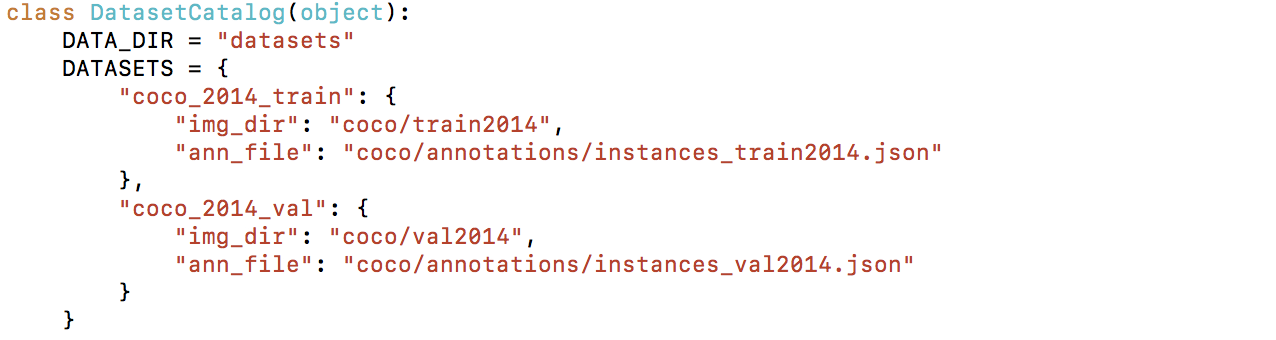 class DatasetCatalog(object):
    DATA_DIR = "datasets"
    DATASETS = {
        "coco_2014_train": {
            "img_dir": "coco/train2014",
            "ann_file": "coco/annotations/instances_train2014.json"
        },
        "coco_2014_val": {
            "img_dir": "coco/val2014",
            "ann_file": "coco/annotations/instances_val2014.json"
        }
    }